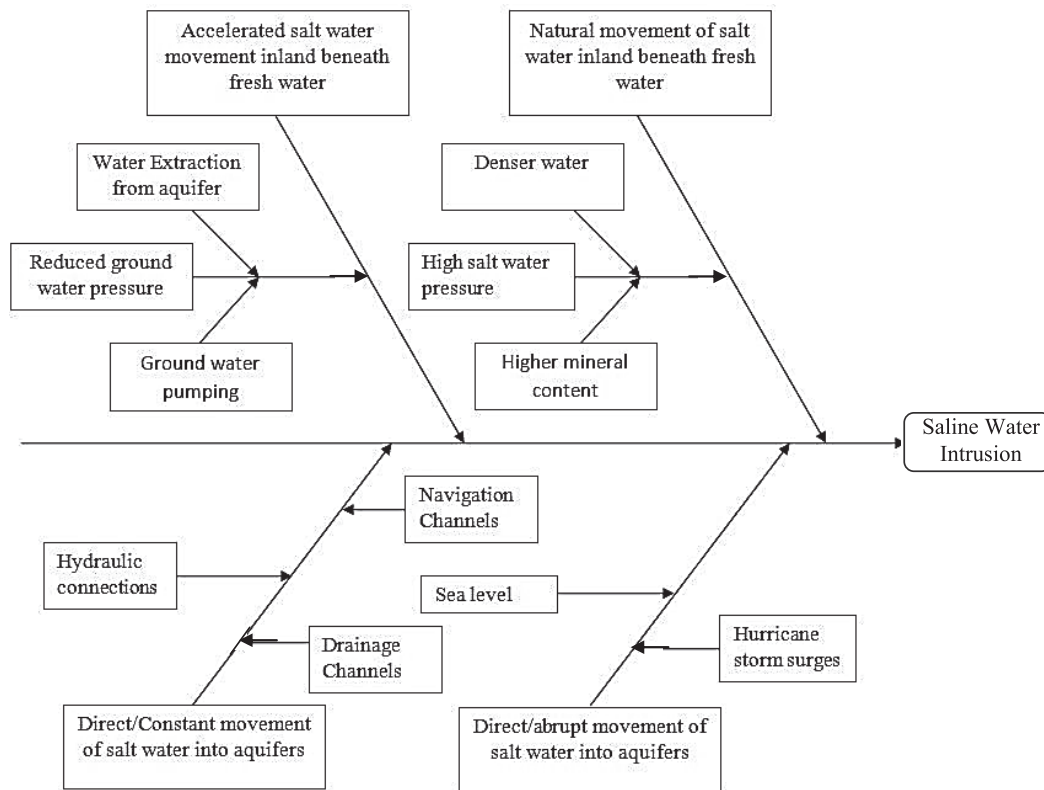 Accelerated salt water
movement inland beneath
fresh water
Natural movement of salt
water inland beneath fresh
water
Water Extraction
from aquifer
Denser water
Reduced ground
water pressure
High salt water
pressure
Ground water
pumping
Higher mineral
content
Saline Water
Intrusion
Navigation
Channels
Hydraulic
connections
Sea level
Drainage
Channels
Hurricane
storm surges
Direct/Constant movement
of salt water into aquifers
Direct/abrupt movement of
salt water into aquifers